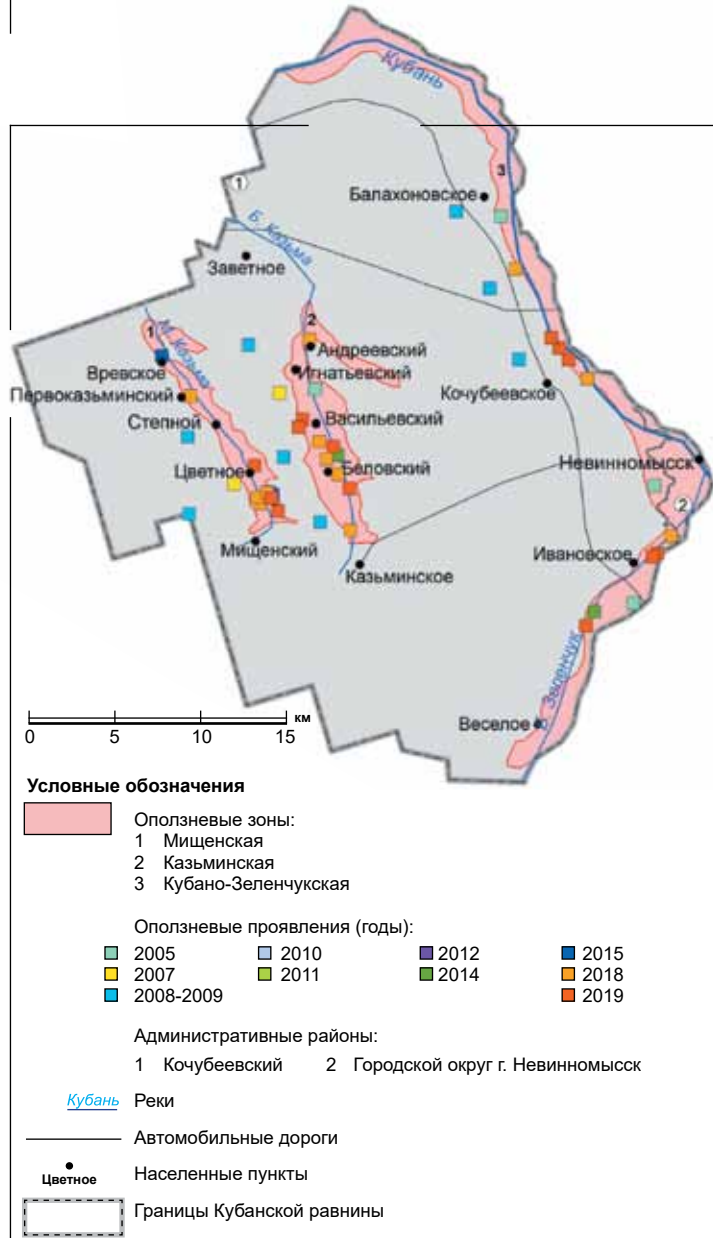 Кубань
3
Балахоновское
1
Б. Козьма
Заветное
1
М. Козьма
2
Андреевский
Игнатьевский
Вревское
Первоказьминский
Кочубеевское
Степной
Васильевский
Цветное
Беловский
Невинномысск
2
Мищенский
Казьминское
Ивановское
Б. Зеленчук
Веселое
км
0 5 10 15
Условные обозначения
Оползневые зоны:
1 Мищенская
2 Казьминская
3 Кубано-Зеленчукская
Оползневые проявления (годы):
2005 2010 2012 2015
2007 2011 2014 2018
2008-2009 2019
Административные районы:
1 Кочубеевский 2 Городской округ г. Невинномысск
Кубань Реки
Автомобильные дороги
Цветное Населенные пункты
Границы Кубанской равнины